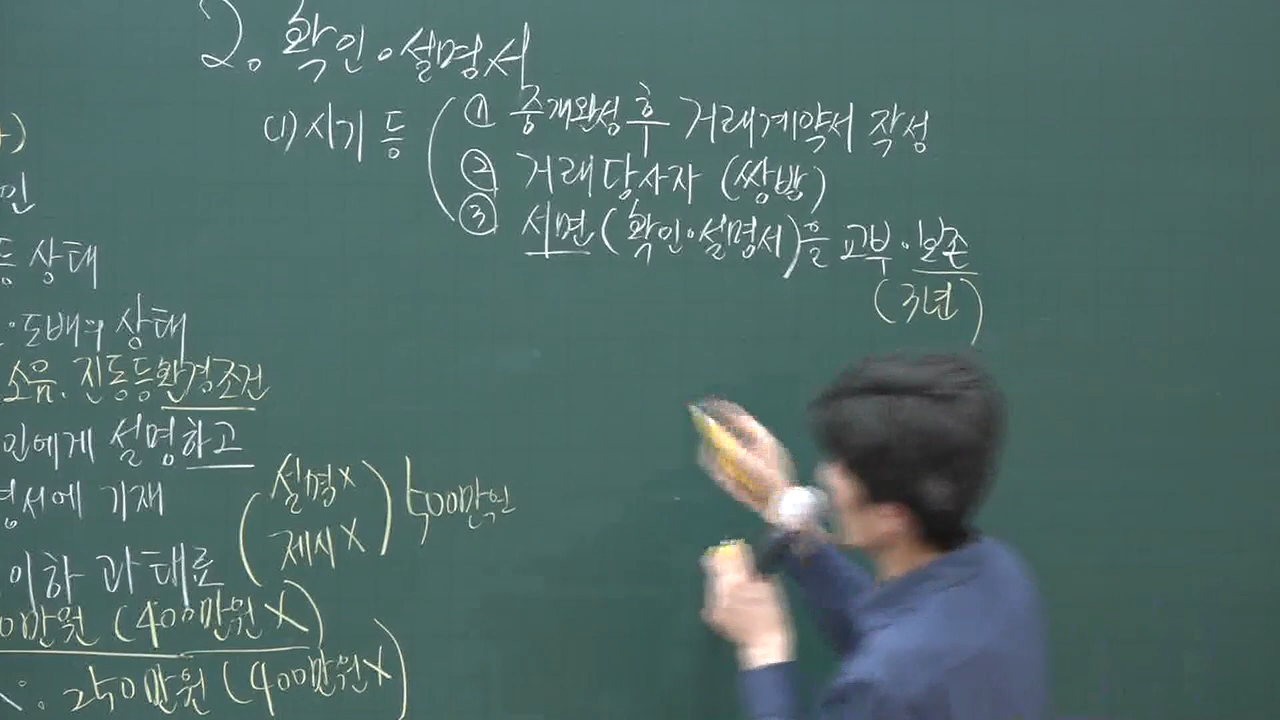 2. 확인·설명서
(1) 시기 등
① 중개완성 후 거래계약서 작성
② 거래당사자 (쌍방)
③ 서면 (확인·설명서)을 교부·보존
(3년)
민
등 상태
도배의 상태
소음. 진동등환경조건
인에게 설명하고
명서에 기재
(설명X
제시X) 500만원
이하 과태료
만원 (400만원X)
250만원 (400만원X)